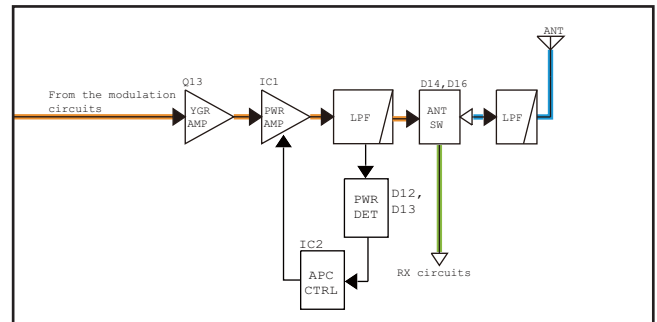 ANT
Q13
IC1
D14,D16
From the modulation
circuits
YGR
AMP
PWR
AMP
LPF
ANT
SW
LPF
PWR
DET
D12,
D13
IC2
APC
CTRL
RX circuits